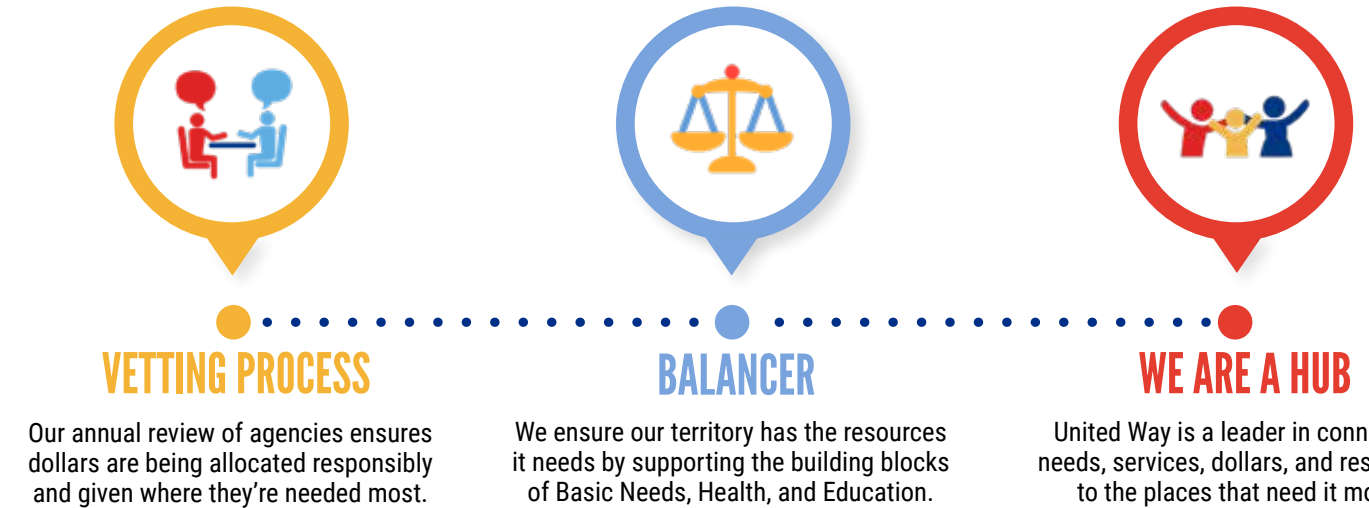 VETTING PROCESS
Our annual review of agencies ensures
dollars are being allocated responsibly
and given where they're needed most.
BALANCER
We ensure our territory has the resources
it needs by supporting the building blocks
of Basic Needs, Health, and Education.
WE ARE A HUB
United Way is a leader in
needs, services, dollars, and
to the places that need it